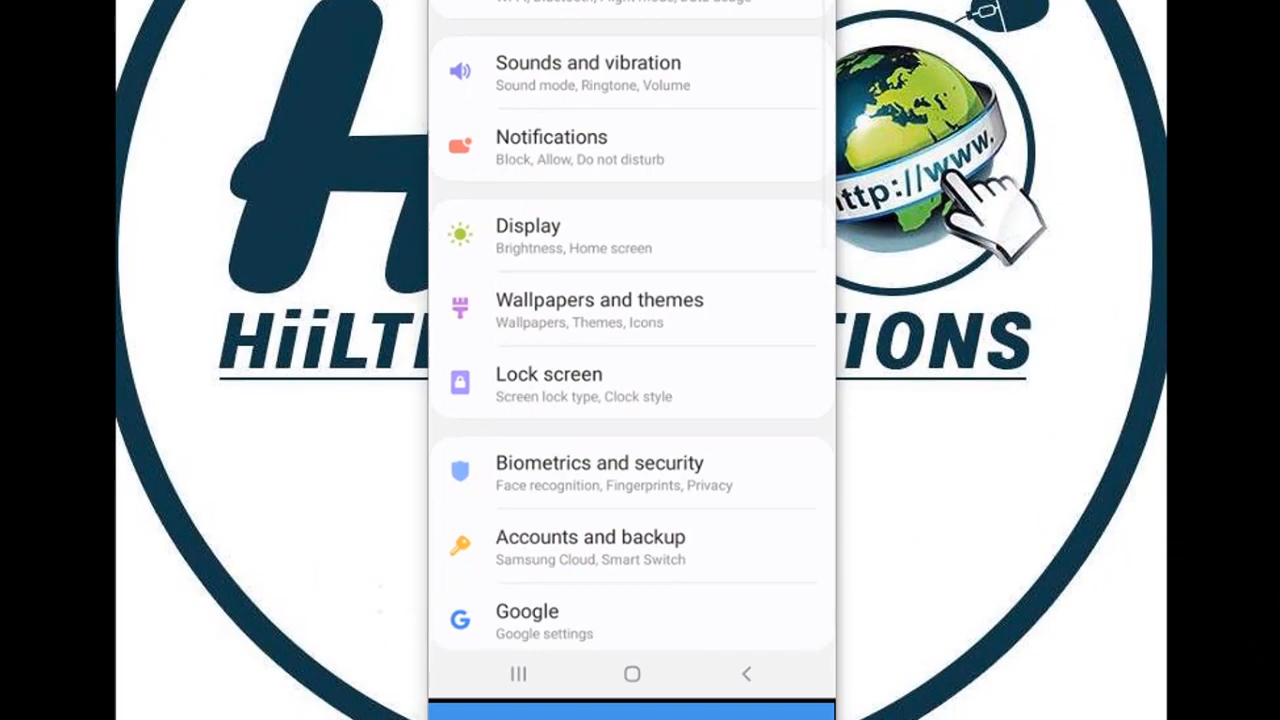 Sounds and vibration
Sound mode, Ringtone, Volume
Notifications
Block, Allow, Do not disturb
Display
Brightness, Home screen
Wallpapers and themes
Wallpapers, Themes, Icons
Lock screen
Screen lock type, Clock style
Biometrics and security
Face recognition, Fingerprints, Privacy
Accounts and backup
Samsung Cloud, Smart Switch
Google
Google settings
H
http://www.
HiiLTI
TIONS